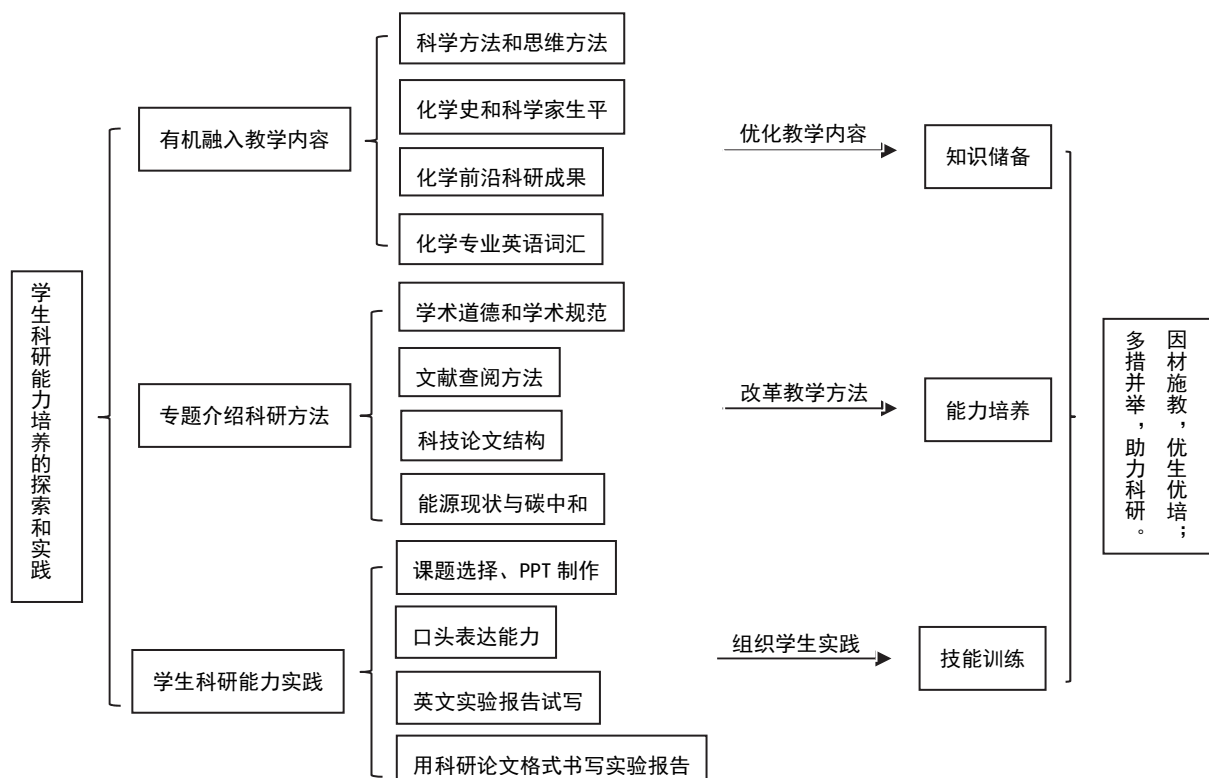 学生科研能力培养的探索和实践
有机融入教学内容
科学方法和思维方法
化学史和科学家生平
化学前沿科研成果
化学专业英语词汇
优化教学内容
知识储备
专题介绍科研方法
学术道德和学术规范
文献查阅方法
科技论文结构
能源现状与碳中和
改革教学方法
能力培养
学生科研能力实践
课题选择、PPT 制作
口头表达能力
英文实验报告试写
用科研论文格式书写实验报告
组织学生实践
技能训练
因材施教，优生优培；
多措并举，助力科研。